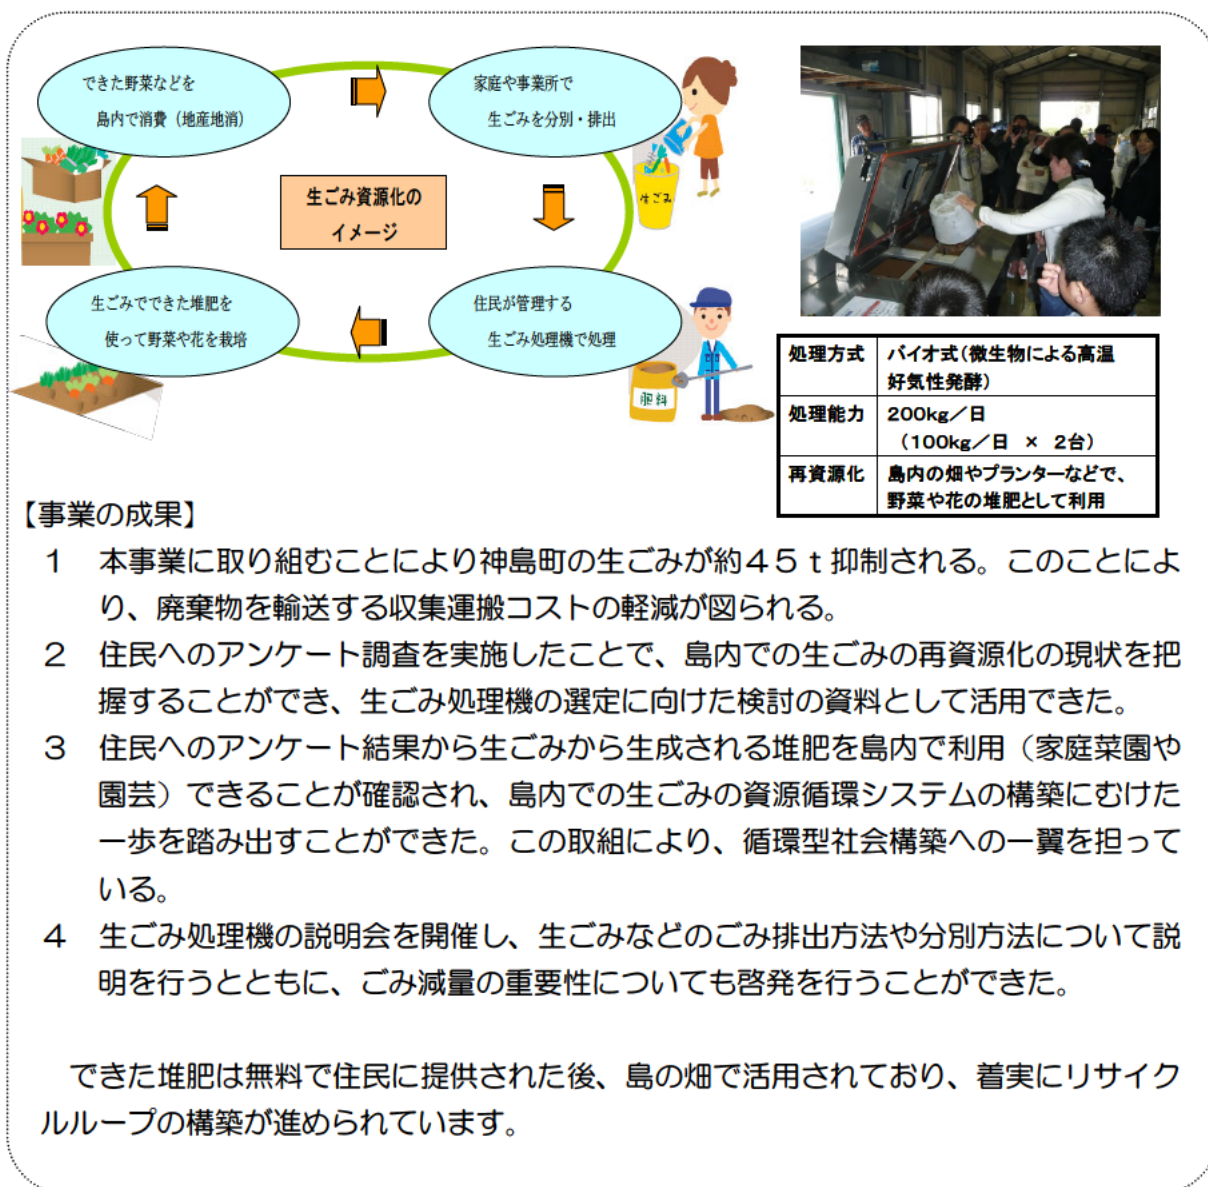 できた野菜などを
島内で消費（地産地消）
家庭や事業所で
生ごみを分別・排出
生ごみ
生ごみ資源化の
イメージ
生ごみでできた堆肥を
使って野菜や花を栽培
住民が管理する
生ごみ処理機で処理
肥料
処理方式 バイオ式（微生物による高温
好気性発酵）
処理能力 200kg／日
（100kg／日 × 2台）
再資源化 島内の畑やプランターなどで、
野菜や花の堆肥として利用
【事業の成果】
１ 本事業に取り組むことにより神島町の生ごみが約４５ｔ抑制される。このことによ
り、廃棄物を輸送する収集運搬コストの軽減が図られる。
２ 住民へのアンケート調査を実施したことで、島内での生ごみの再資源化の現状を把
握することができ、生ごみ処理機の選定に向けた検討の資料として活用できた。
３ 住民へのアンケート結果から生ごみから生成される堆肥を島内で利用（家庭菜園や
園芸）できることが確認され、島内での生ごみの資源循環システムの構築にむけた
一歩を踏み出すことができた。この取組により、循環型社会構築への一翼を担って
いる。
４ 生ごみ処理機の説明会を開催し、生ごみなどのごみ排出方法や分別方法について説
明を行うとともに、ごみ減量の重要性についても啓発を行うことができた。
できた堆肥は無料で住民に提供された後、島の畑で活用されており、着実にリサイク
ルループの構築が進められています。